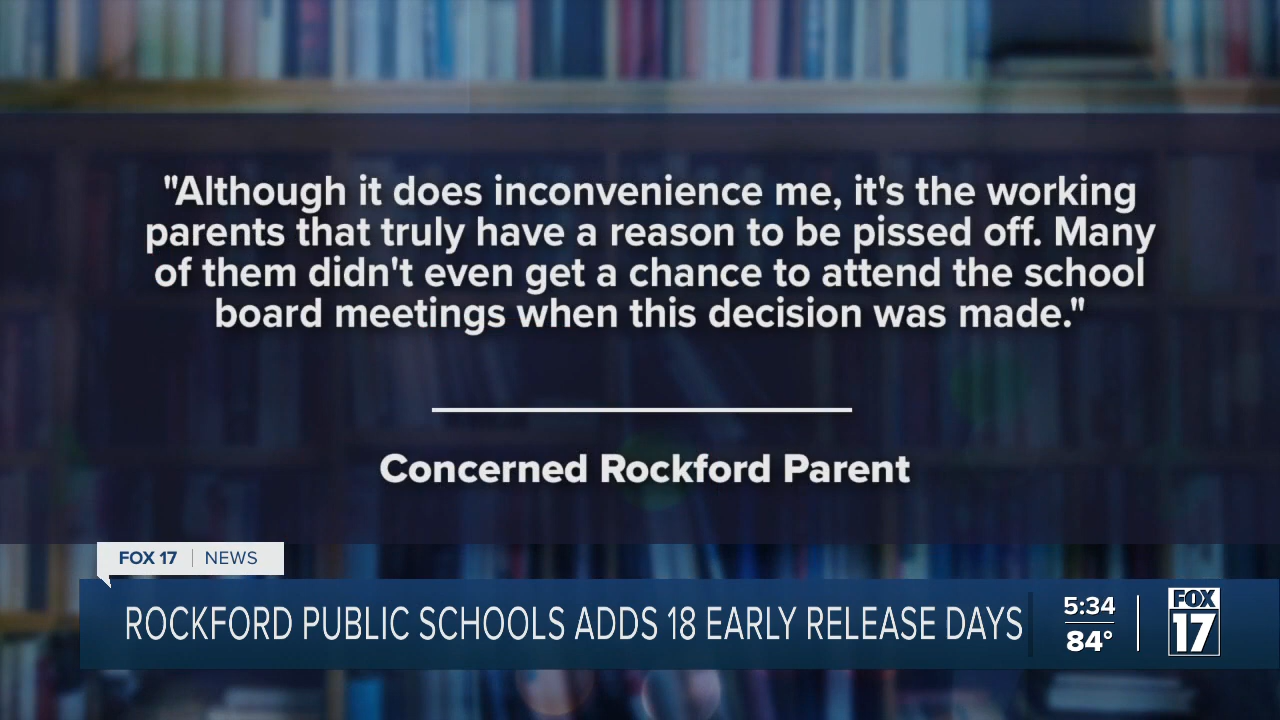 "Although it does inconvenience me, it's the working
parents that truly have a reason to be pissed off. Many
of them didn't even get a chance to attend the school
board meetings when this decision was made."
Concerned Rockford Parent
FOX 17 | NEWS
ROCKFORD PUBLIC SCHOOLS ADDS 18 EARLY RELEASE DAYS
5:34
84°
FOX
17